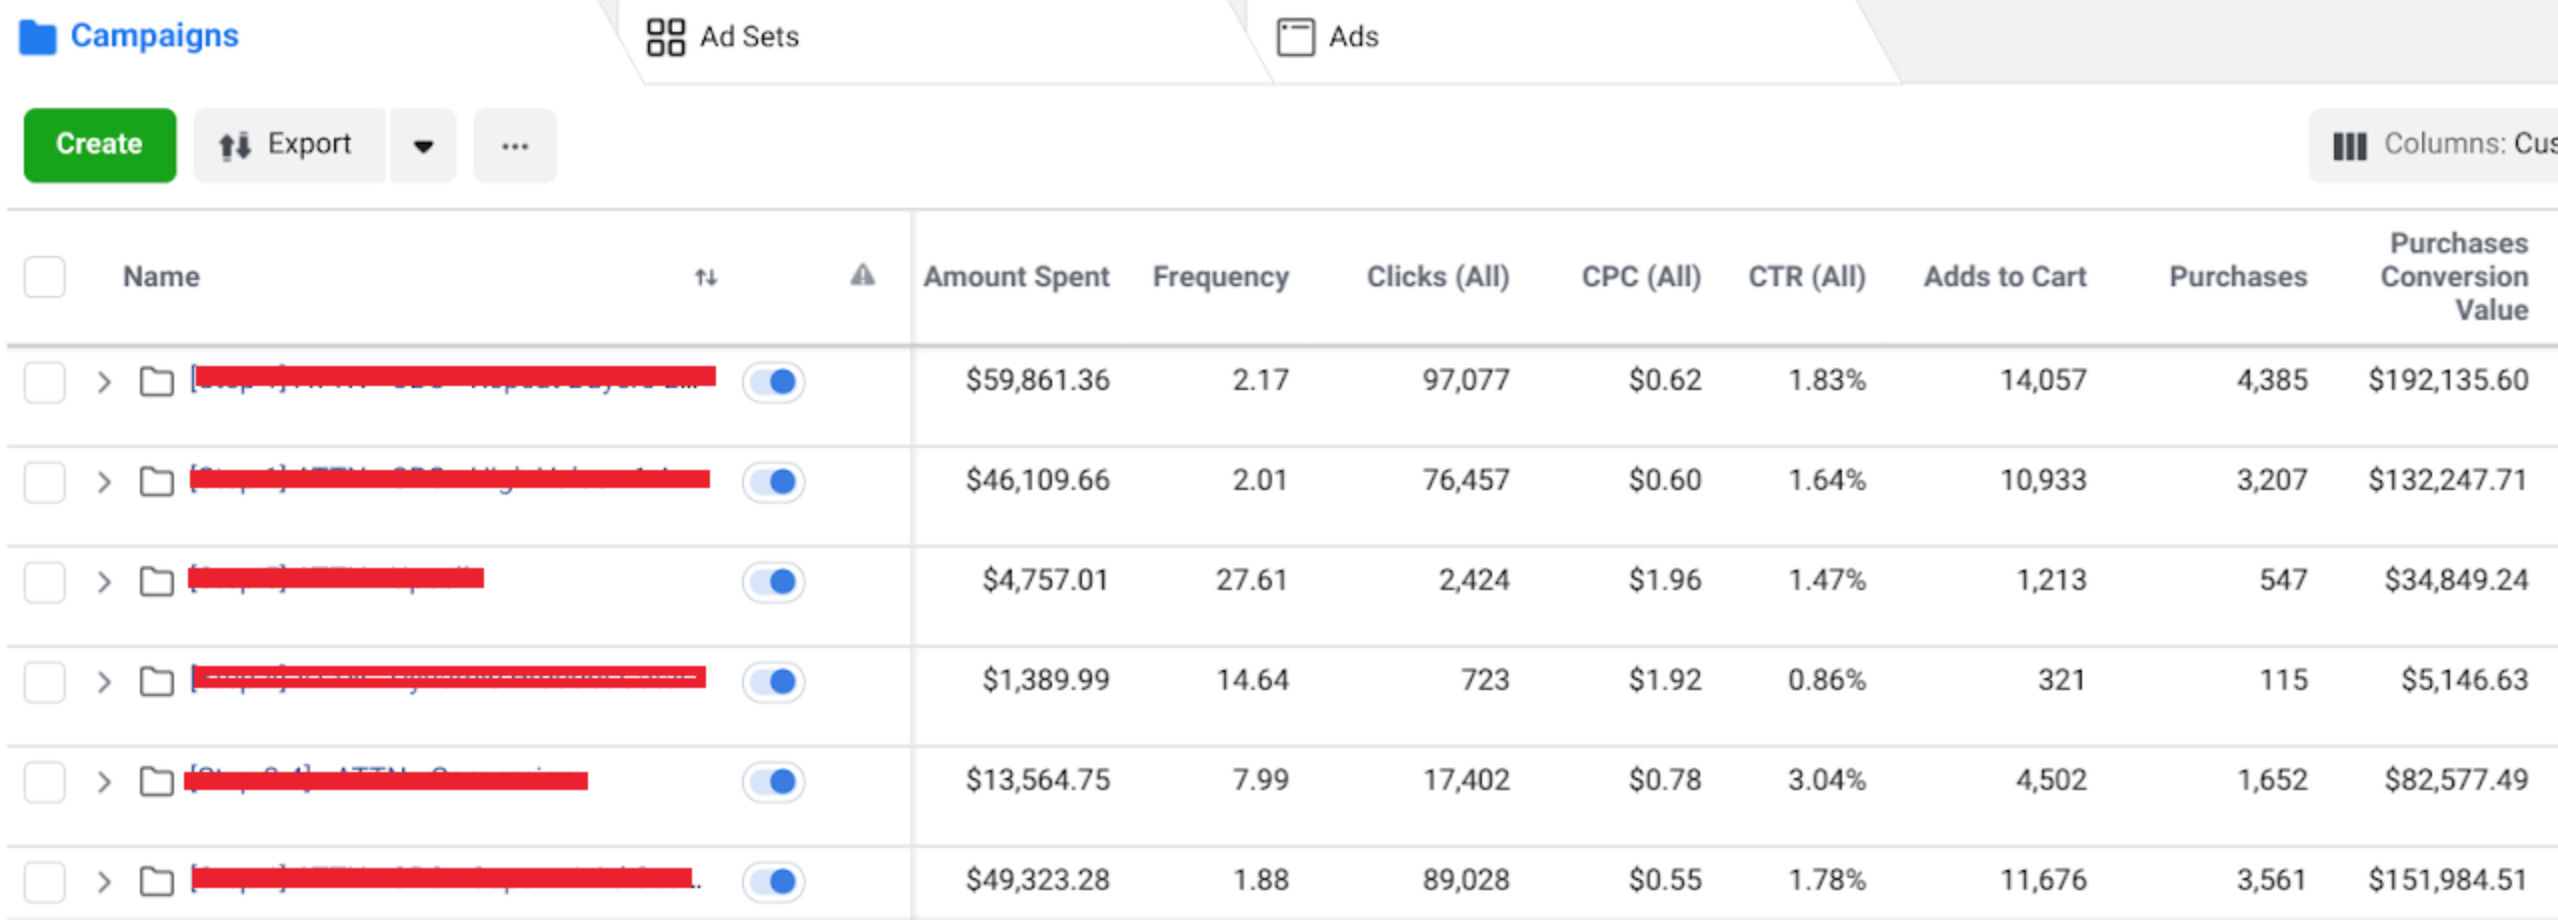 Campaigns Ad Sets Ads
Create Export ... Columns: Cus
Name Amount Spent Frequency Clicks (All) CPC (All) CTR (All) Adds to Cart Purchases Purchases Conversion Value
$59,861.36 2.17 97,077 $0.62 1.83% 14,057 4,385 $192,135.60
$46,109.66 2.01 76,457 $0.60 1.64% 10,933 3,207 $132,247.71
$4,757.01 27.61 2,424 $1.96 1.47% 1,213 547 $34,849.24
$1,389.99 14.64 723 $1.92 0.86% 321 115 $5,146.63
$13,564.75 7.99 17,402 $0.78 3.04% 4,502 1,652 $82,577.49
$49,323.28 1.88 89,028 $0.55 1.78% 11,676 3,561 $151,984.51